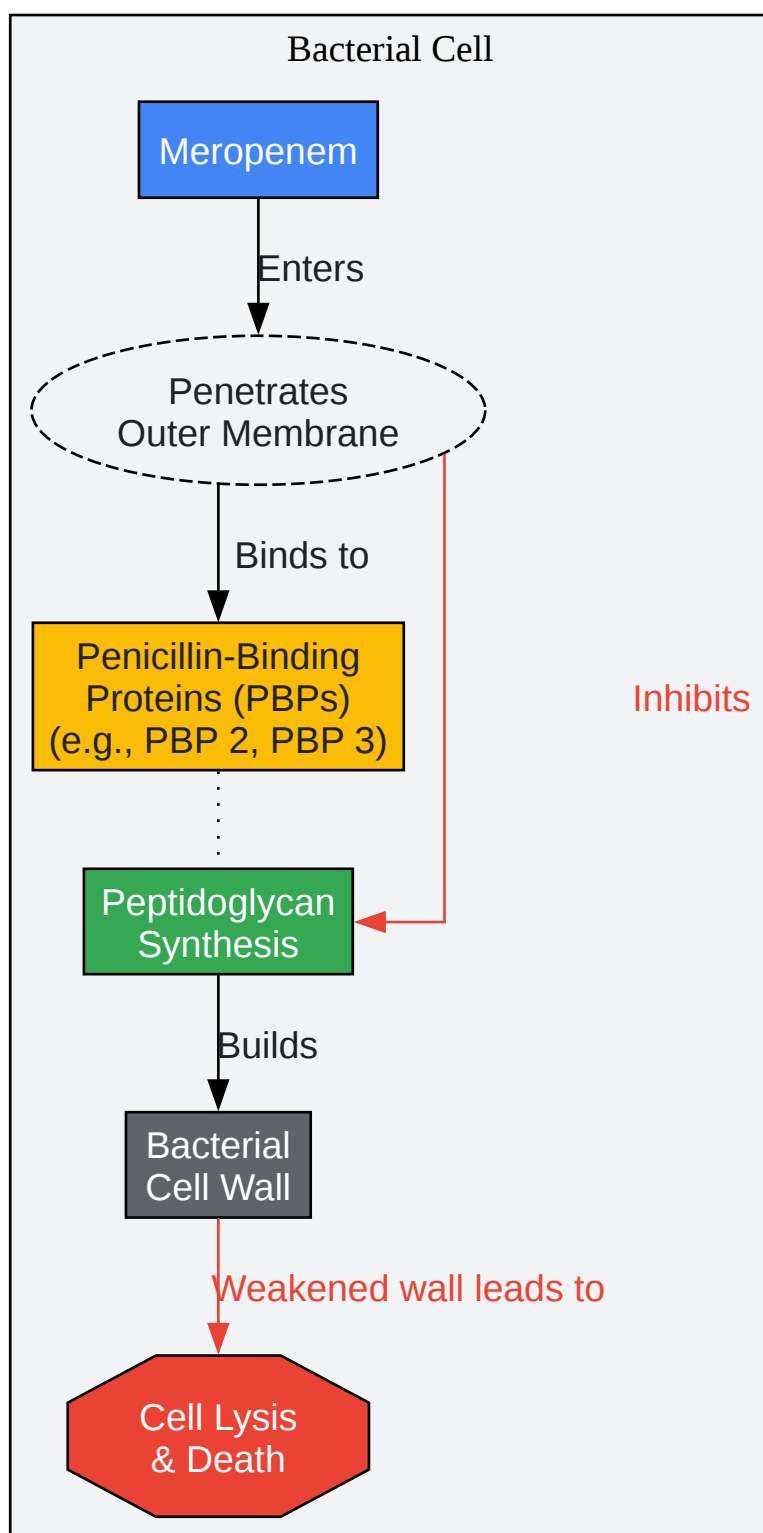 Bacterial Cell
Meropenem
Enters
Penetrates
Outer Membrane
Binds to
Penicillin-Binding
Proteins (PBPs)
(e.g., PBP 2, PBP 3)
Inhibits
Peptidoglycan
Synthesis
Builds
Bacterial
Cell Wall
Weakened wall leads to
Cell Lysis
& Death